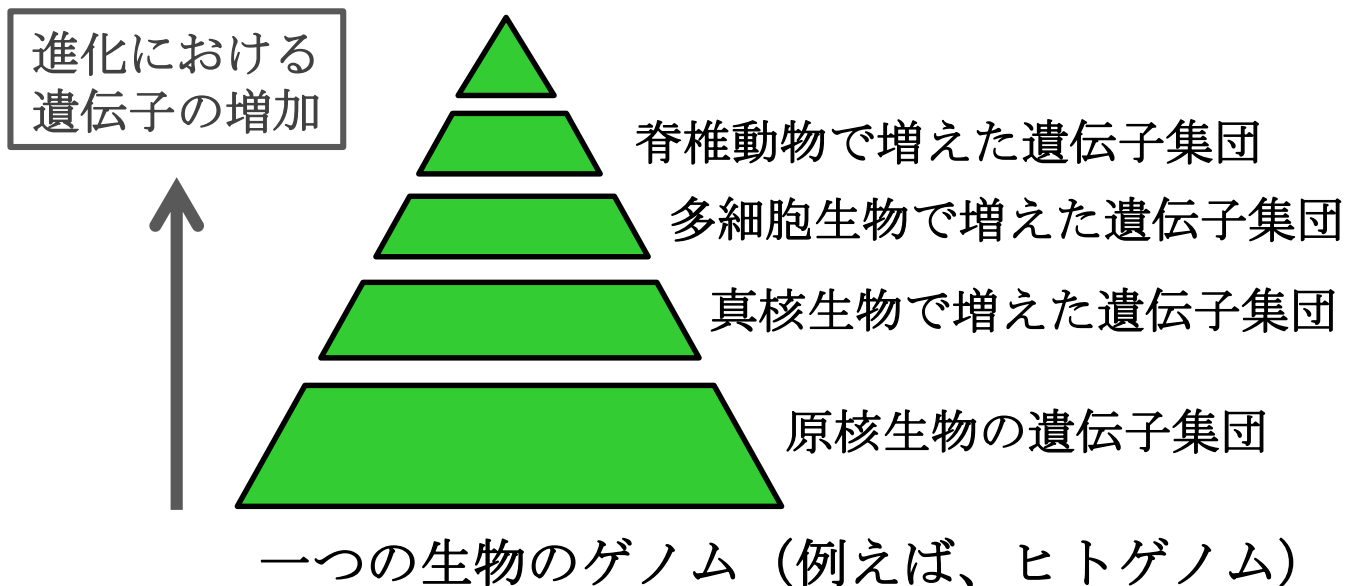 進化における
遺伝子の増加
脊椎動物で増えた遺伝子集団
多細胞生物で増えた遺伝子集団
真核生物で増えた遺伝子集団
原核生物の遺伝子集団
一つの生物のゲノム（例えば、ヒトゲノム）